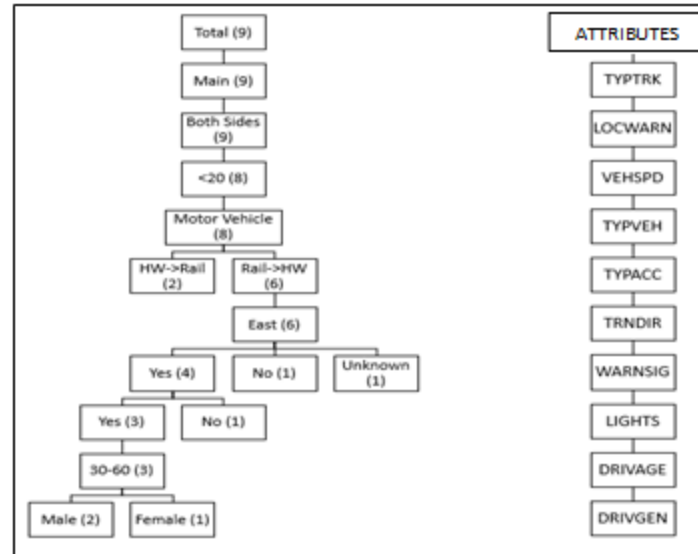 Total (9)
ATTRIBUTES
Main (9)
TYPTRK
Both Sides
(9)
LOCWARN
<20 (8)
VEHSPD
Motor Vehicle
(8)
TYPVEH
HW->Rail
(2)
Rail->HW
(6)
TYPACC
East (6)
TRNDIR
Yes (4)
No (1)
Unknown
(1)
WARNSIG
Yes (3)
No (1)
LIGHTS
30-60 (3)
DRIVAGE
Male (2)
Female (1)
DRIVGEN